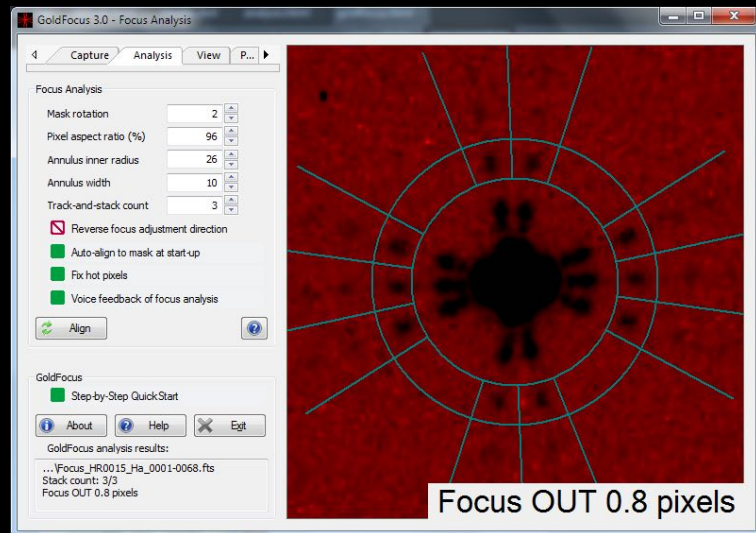 GoldFocus 3.0 - Focus Analysis
Capture Analysis View P...
Focus Analysis
Mask rotation 2
Pixel aspect ratio (%) 96
Annulus inner radius 26
Annulus width 10
Track-and-stack count 3
Reverse focus adjustment direction
Auto-align to mask at start-up
Fix hot pixels
Voice feedback of focus analysis
Align
GoldFocus
Step-by-Step QuickStart
About Help Exit
GoldFocus analysis results:
...\Focus_HR0015_Ha_0001-0068.fts
Stack count: 3/3
Focus OUT 0.8 pixels
Focus OUT 0.8 pixels